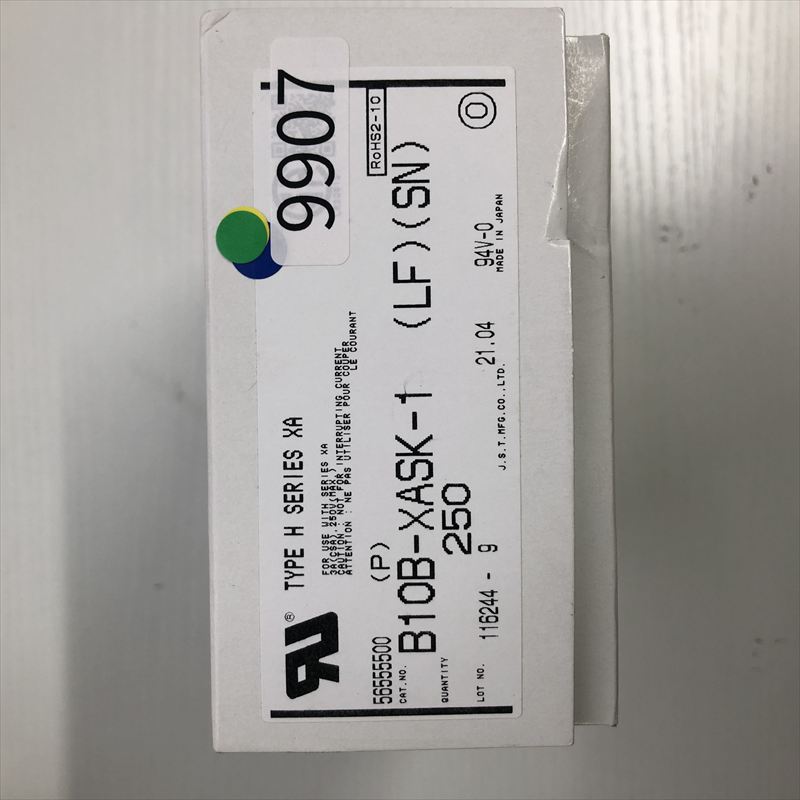 9907
TYPE H SERIES XA
FOR USE WITH SERIES XA
3A(CSA).250V(MAX.)
CAUTION : NOT FOR INTERRUPTING CURRENT
ATTENTION : NE PAS UTILISER POUR COUPER
LE COURANT
RoHS2-10
56555500 (P)
CAT.NO. B10B-XASK-1 (LF)(SN)
QUANTITY 250
LOT NO. 116244 - 9 21.04 94V-0
J.S.T.MFG.CO.,LTD. MADE IN JAPAN